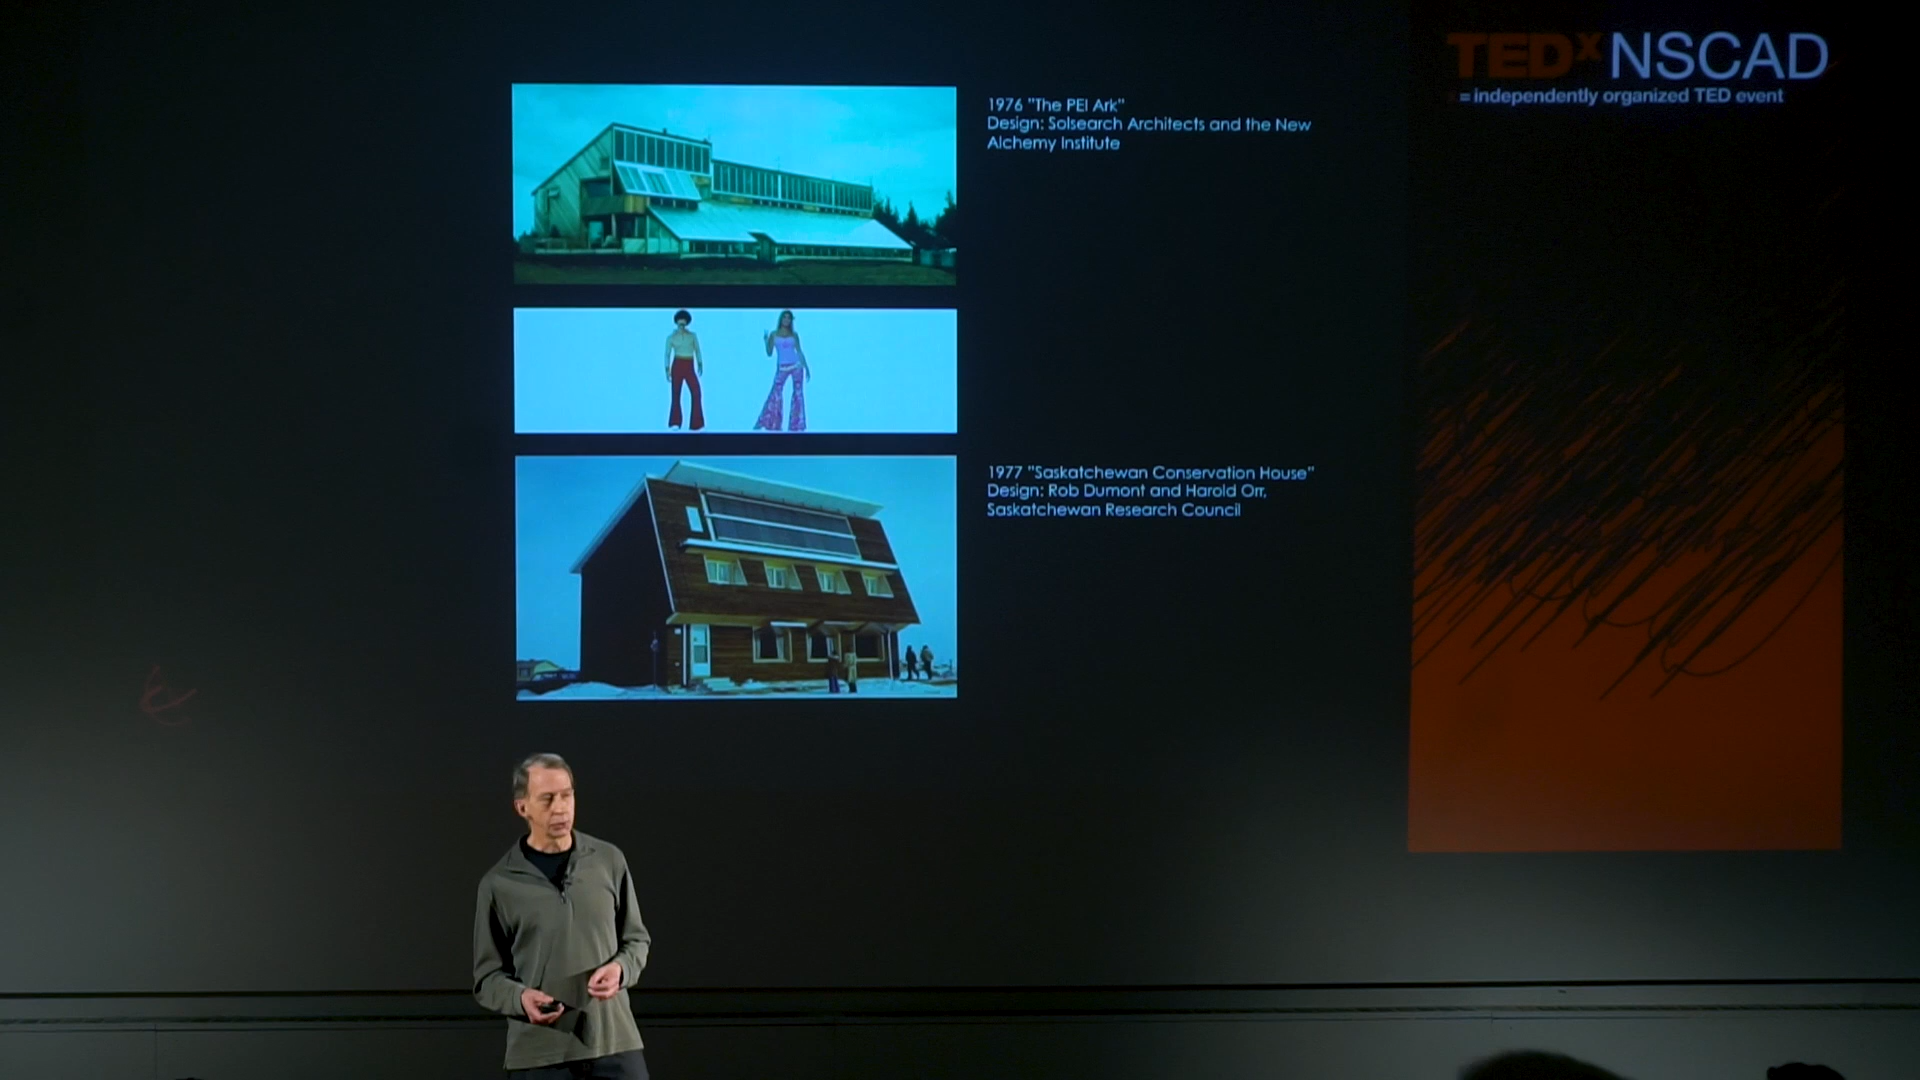 TEDxNSCAD
= independently organized TED event
1976 "The PEI Ark"
Design: Solsearch Architects and the New
Alchemy Institute
1977 "Saskatchewan Conservation House"
Design: Rob Dumont and Harold Orr,
Saskatchewan Research Council